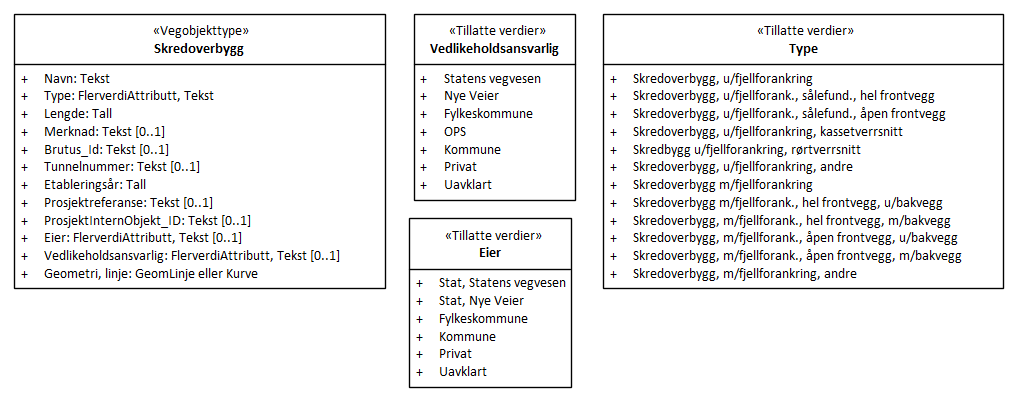 «Vegobjekttype»
Skredoverbygg
+ Navn: Tekst
+ Type: FlerverdiAttributt, Tekst
+ Lengde: Tall
+ Merknad: Tekst [0..1]
+ Brutus_Id: Tekst [0..1]
+ Tunnelnummer: Tekst [0..1]
+ Etableringsår: Tall
+ Prosjektreferanse: Tekst [0..1]
+ ProsjektInternObjekt_ID: Tekst [0..1]
+ Eier: FlerverdiAttributt, Tekst [0..1]
+ Vedlikeholdsansvarlig: FlerverdiAttributt, Tekst [0..1]
+ Geometri, linje: GeomLinje eller Kurve
«Tillatte verdier»
Vedlikeholdsansvarlig
+ Statens vegvesen
+ Nye Veier
+ Fylkeskommune
+ OPS
+ Kommune
+ Privat
+ Uavklart
«Tillatte verdier»
Eier
+ Stat, Statens vegvesen
+ Stat, Nye Veier
+ Fylkeskommune
+ Kommune
+ Privat
+ Uavklart
«Tillatte verdier»
Type
+ Skredoverbygg, u/fjellforankring
+ Skredoverbygg, u/fjellforank., sålefund., hel frontvegg
+ Skredoverbygg, u/fjellforank., sålefund., åpen frontvegg
+ Skredoverbygg, u/fjellforankring, kassetverrsnitt
+ Skredbygg u/fjellforankring, rørtverrsnitt
+ Skredoverbygg, u/fjellforankring, andre
+ Skredoverbygg m/fjellforankring
+ Skredoverbygg m/fjellforank., hel frontvegg, u/bakvegg
+ Skredoverbygg, m/fjellforank., hel frontvegg, m/bakvegg
+ Skredoverbygg, m/fjellforank., åpen frontvegg, u/bakvegg
+ Skredoverbygg, m/fjellforank., åpen frontvegg, m/bakvegg
+ Skredoverbygg, m/fjellforankring, andre